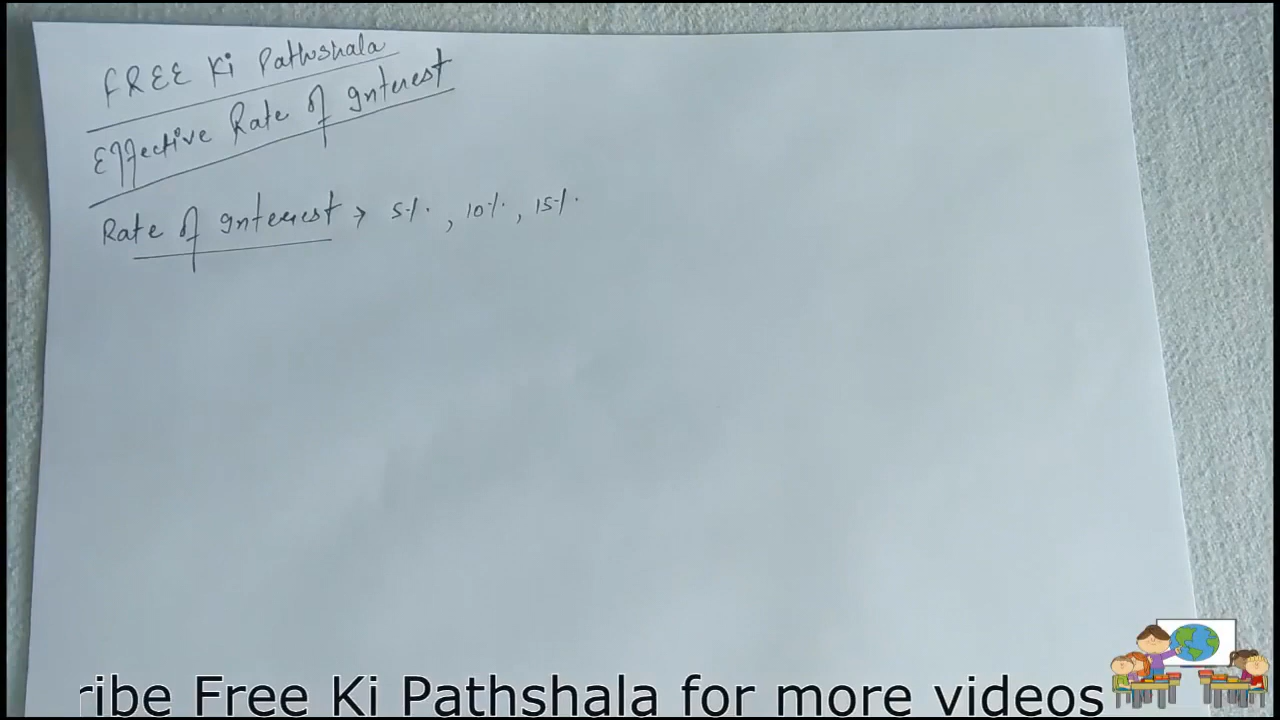 FREE Ki Pathshala
Effective Rate of Interest
Rate of Interest → 5%, 10%, 15%.
ribe Free Ki Pathshala for more videos